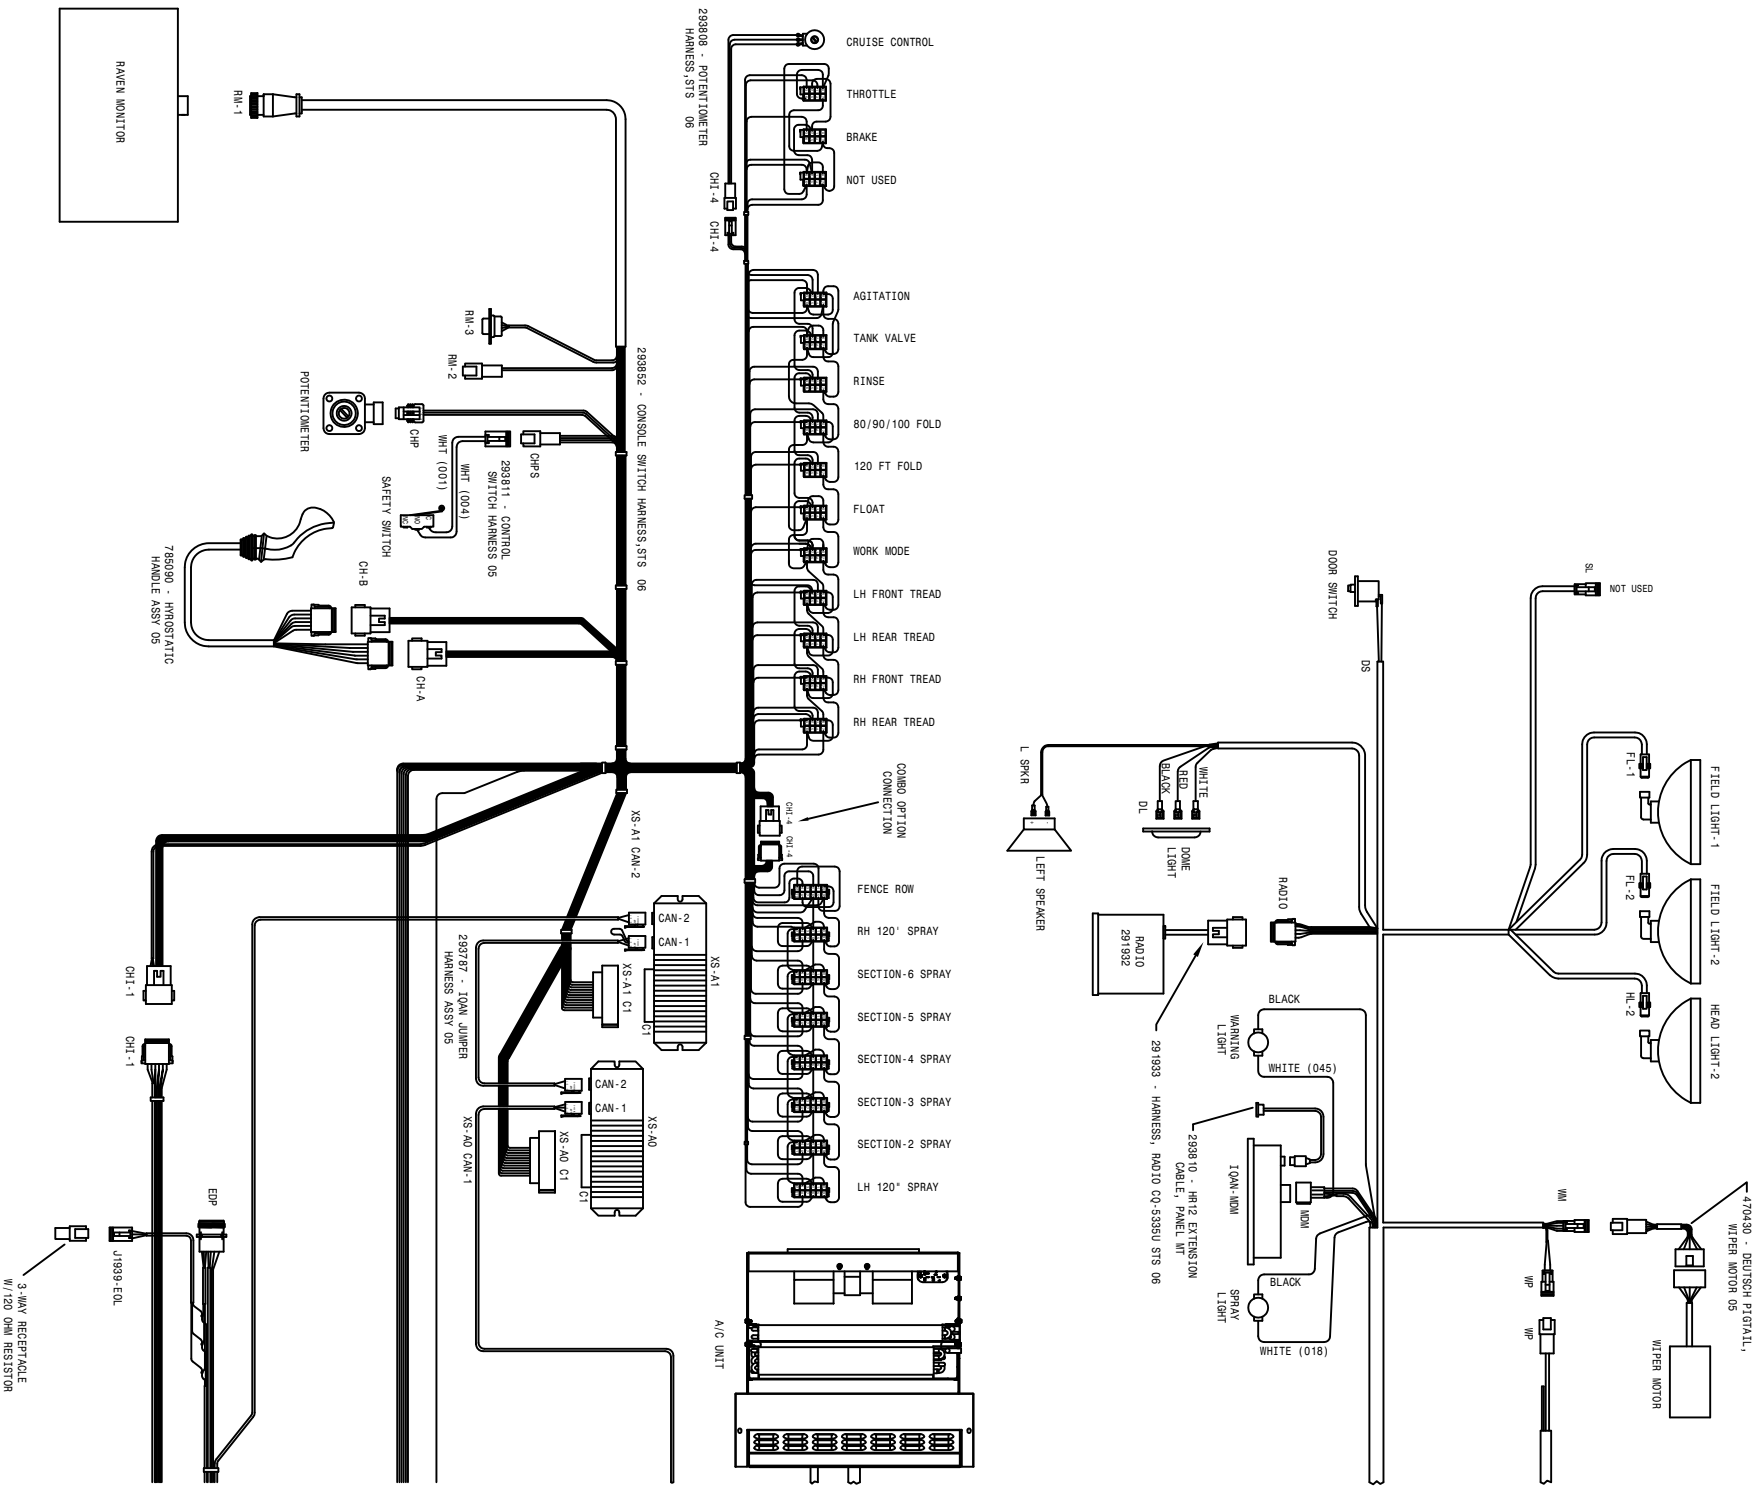 RAVEN MONITOR
RM-1
293808 - POTENTIOMETER
HARNESS,STS 06
CRUISE CONTROL
THROTTLE
BRAKE
NOT USED
CHI-4
CHI-4
AGITATION
TANK VALVE
RINSE
80/90/100 FOLD
120 FT FOLD
FLOAT
WORK MODE
LH FRONT TREAD
LH REAR TREAD
RH FRONT TREAD
RH REAR TREAD
RM-3
RM-2
293852 - CONSOLE SWITCH HARNESS,STS 06
POTENTIOMETER
CHP
CHPS
WHT (001)
WHT (004)
293811 - CONTROL
SWITCH HARNESS 05
SAFETY SWITCH
C
NO
NC
785090 - HYROSTATIC
HANDLE ASSY 05
CH-B
CH-A
COMBO OPTION
CONNECTION
CHI-4
CHI-4
FENCE ROW
RH 120' SPRAY
SECTION-6 SPRAY
SECTION-5 SPRAY
SECTION-4 SPRAY
SECTION-3 SPRAY
SECTION-2 SPRAY
LH 120" SPRAY
XS-A1 CAN-2
CAN-2
CAN-1
XS-A1
XS-A1 C1
C1
293787 - IQAN JUMPER
HARNESS ASSY 05
CAN-2
CAN-1
XS-A0
XS-A0 C1
C1
XS-A0 CAN-1
CHI-1
CHI-1
EDP
J1939-EOL
3-WAY RECEPTACLE
W/120 OHM RESISTOR
A/C UNIT
DOOR SWITCH
DS
SL
NOT USED
FL-1
FIELD LIGHT-1
FL-2
FIELD LIGHT-2
HL-2
HEAD LIGHT-2
L SPKR
LEFT SPEAKER
BLACK
RED
WHITE
DL
DOME
LIGHT
RADIO
RADIO
291932
291933 - HARNESS, RADIO CQ-5335U STS 06
BLACK
WARNING
LIGHT
WHITE (045)
293810 - HR12 EXTENSION
CABLE, PANEL MT
IQAN-MDM
MDM
BLACK
SPRAY
LIGHT
WHITE (018)
WM
WP
WP
470430 - DEUTSCH PIGTAIL,
WIPER MOTOR 05
WIPER MOTOR